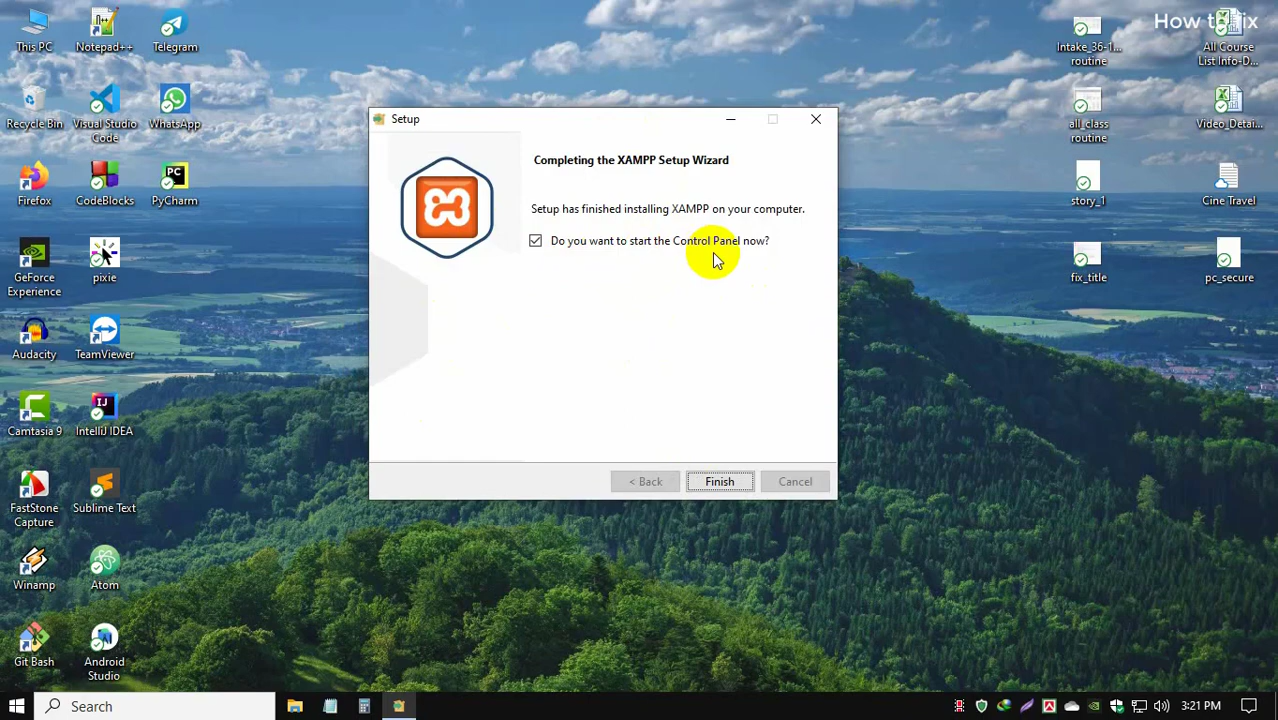 This PC
Notepad++
Telegram
Recycle Bin
Visual Studio
Code
WhatsApp
Firefox
CodeBlocks
PyCharm
GeForce
Experience
pixie
Audacity
TeamViewer
Camtasia 9
IntelliJ IDEA
FastStone
Capture
Sublime Text
Winamp
Atom
Git Bash
Android
Studio
Setup
Completing the XAMPP Setup Wizard
Setup has finished installing XAMPP on your computer.
Do you want to start the Control Panel now?
< Back
Finish
Cancel
How to Fix
Intake_36-1...
routine
All Course
List Info-D...
all_class
routine
Video_Detai...
story_1
Cine Travel
fix_title
pc_secure
Search
3:21 PM